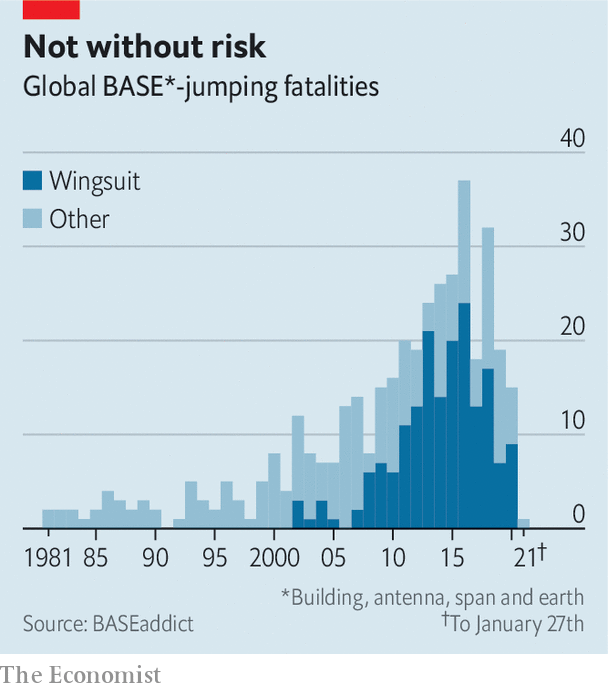 Not without risk
Global BASE*-jumping fatalities
40
Wingsuit
Other
30
20
10
0
1981 85 90 95 2000 05 10 15 21†
*Building, antenna, span and earth
Source: BASEaddict †To January 27th
The Economist